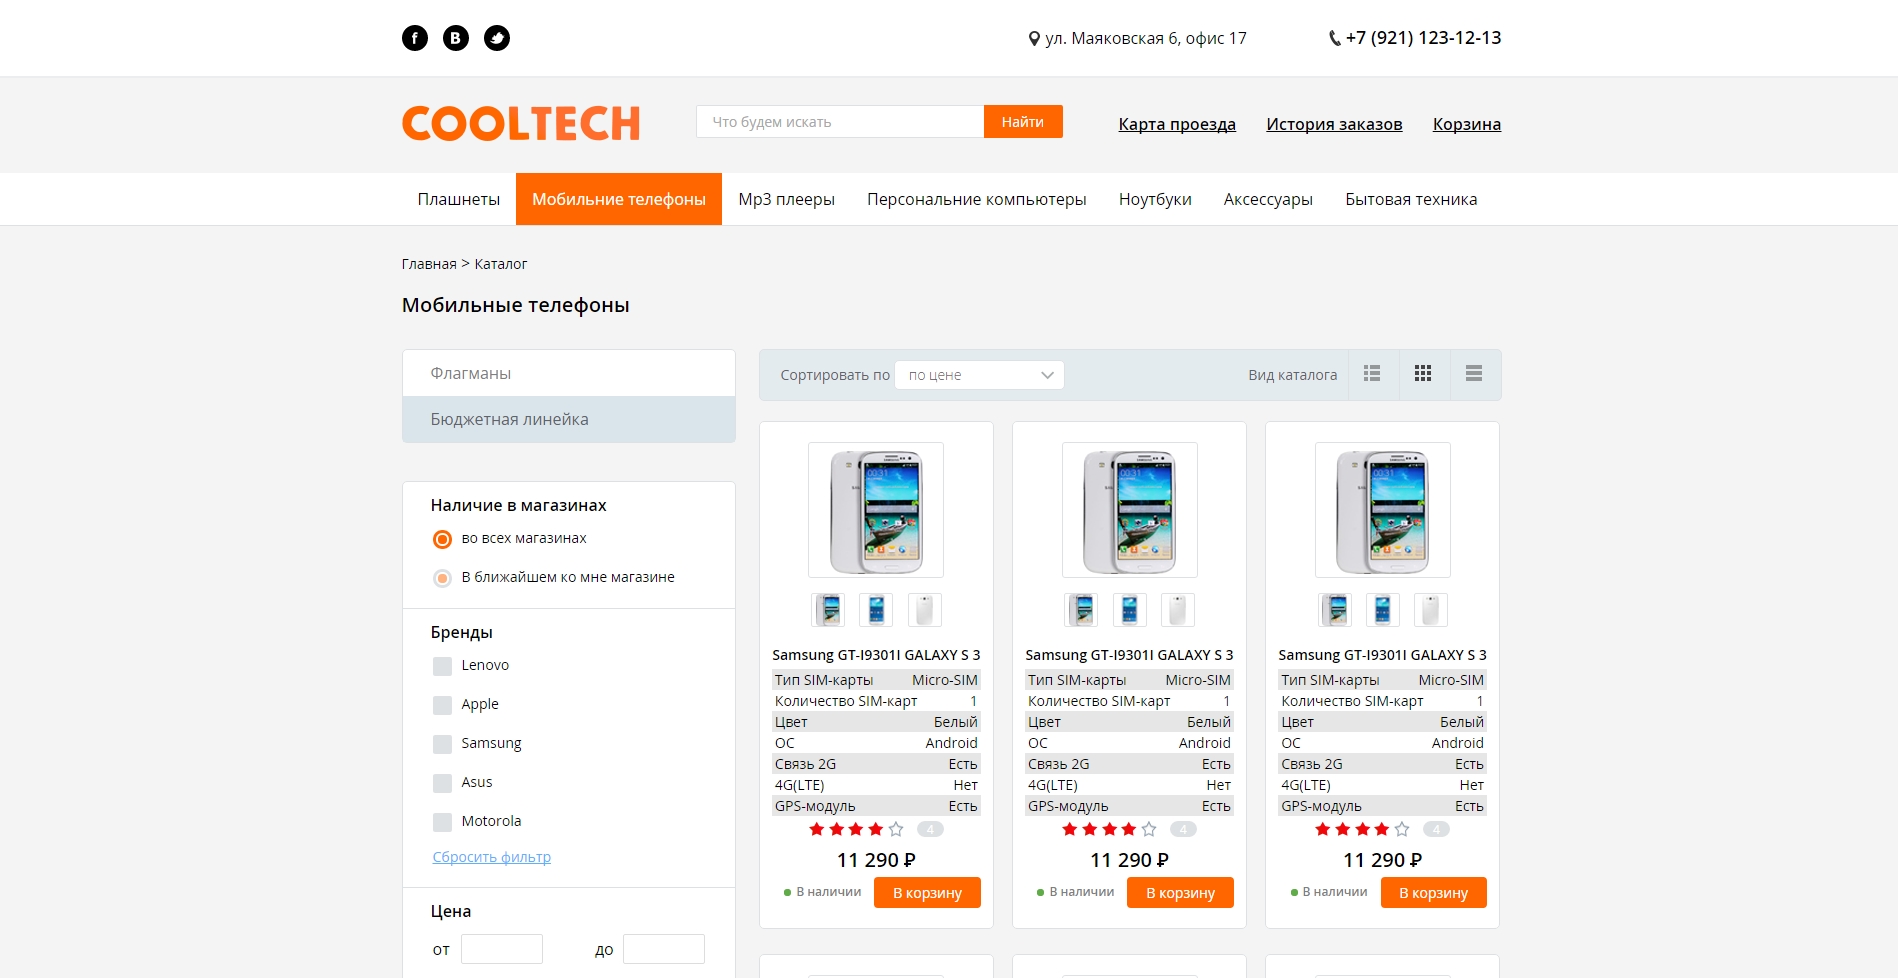 f B
ул. Маяковская 6, офис 17
+7 (921) 123-12-13
COOLTECH
Что будем искать
Найти
Карта проезда
История заказов
Корзина
Плашнеты
Мобильние телефоны
Mp3 плееры
Персональние компьютеры
Ноутбуки
Аксессуары
Бытовая техника
Главная > Каталог
Мобильные телефоны
Флагманы
Бюджетная линейка
Наличие в магазинах
во всех магазинах
В ближайшем ко мне магазине
Бренды
Lenovo
Apple
Samsung
Asus
Motorola
Сбросить фильтр
Цена
от
до
Сортировать по
по цене
Вид каталога
Samsung GT-I9301I GALAXY S 3
Тип SIM-карты Micro-SIM
Количество SIM-карт 1
Цвет Белый
ОС Android
Связь 2G Есть
4G(LTE) Нет
GPS-модуль Есть
4
11 290 ₽
В наличии
В корзину
Samsung GT-I9301I GALAXY S 3
Тип SIM-карты Micro-SIM
Количество SIM-карт 1
Цвет Белый
ОС Android
Связь 2G Есть
4G(LTE) Нет
GPS-модуль Есть
4
11 290 ₽
В наличии
В корзину
Samsung GT-I9301I GALAXY S 3
Тип SIM-карты Micro-SIM
Количество SIM-карт 1
Цвет Белый
ОС Android
Связь 2G Есть
4G(LTE) Нет
GPS-модуль Есть
4
11 290 ₽
В наличии
В корзину